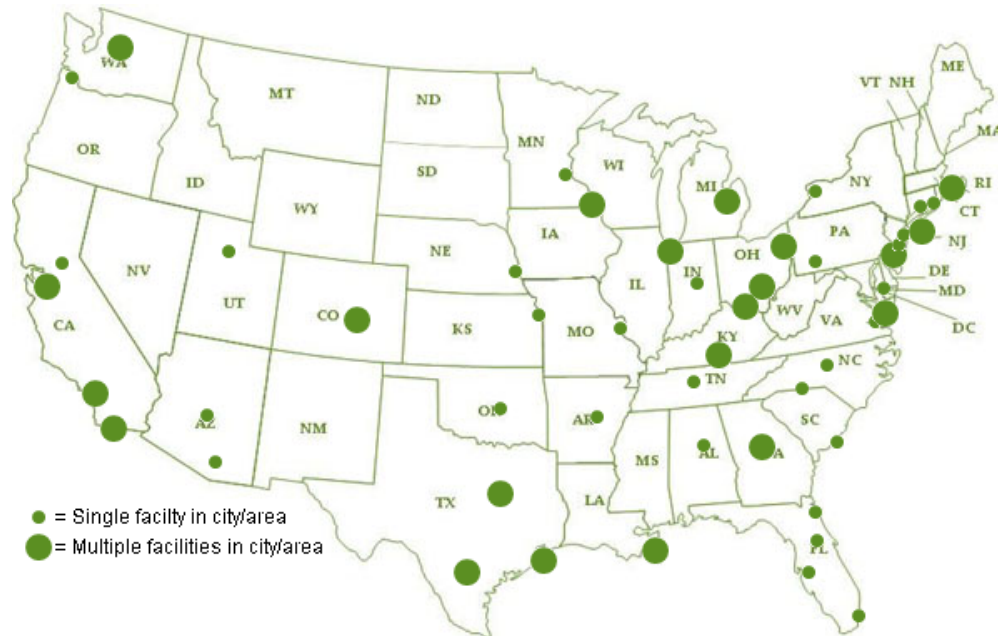 WA
MT
ND
MN
VT NH
ME
MA
OR
ID
SD
WI
MI
NY
RI
WY
CT
NE
IA
PA
NJ
NV
UT
CO
IL
IN
OH
DE
MD
CA
KS
MO
KY
WV
VA
DC
AZ
NM
AR
TN
NC
SC
MS
AL
TX
LA
= Single facilty in city/area
= Multiple facilities in city/area